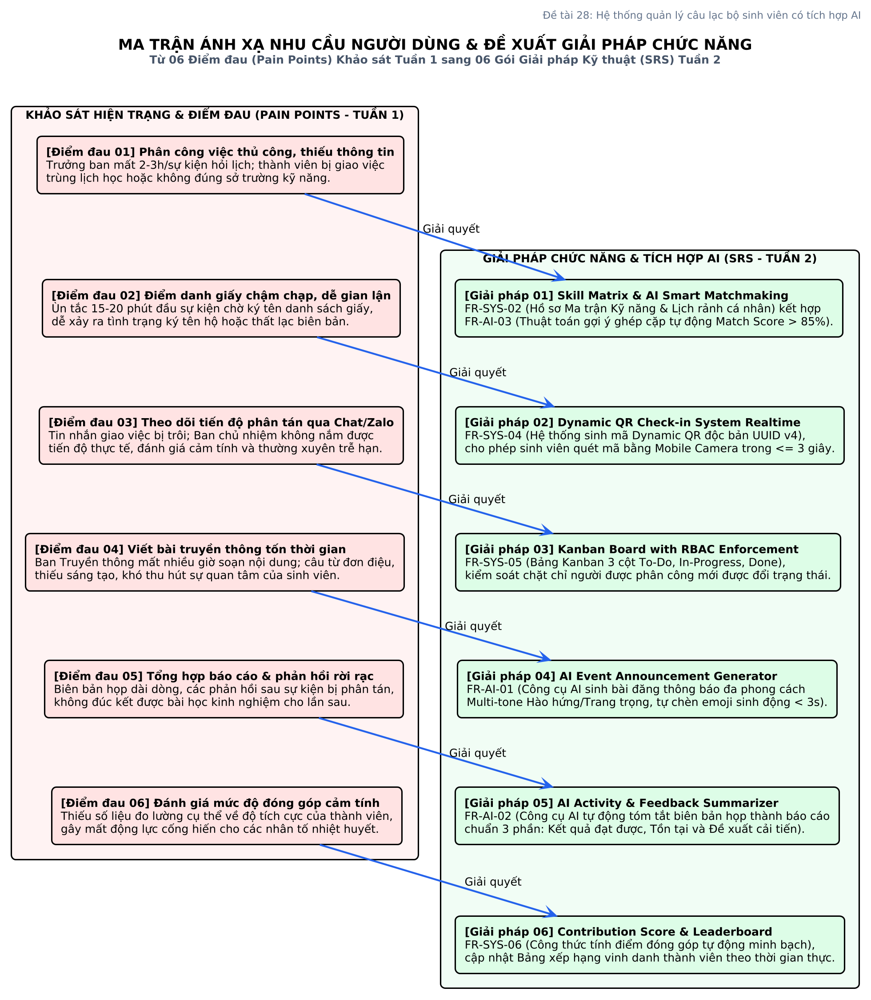 Đề tài 28: Hệ thống quản lý câu lạc bộ sinh viên có tích hợp AI
MA TRẬN ÁNH XẠ NHU CẦU NGƯỜI DÙNG & ĐỀ XUẤT GIẢI PHÁP CHỨC NĂNG
Từ 06 Điểm đau (Pain Points) Khảo sát Tuần 1 sang 06 Gói Giải pháp Kỹ thuật (SRS) Tuần 2
KHẢO SÁT HIỆN TRẠNG & ĐIỂM ĐAU (PAIN POINTS - TUẦN 1)
[Điểm đau 01] Phân công việc thủ công, thiếu thông tin
Trưởng ban mất 2-3h/sự kiện hỏi lịch; thành viên bị giao việc
trùng lịch học hoặc không đúng sở trường kỹ năng.
[Điểm đau 02] Điểm danh giấy chậm chạp, dễ gian lận
Ùn tắc 15-20 phút đầu sự kiện chờ ký tên danh sách giấy,
dễ xảy ra tình trạng ký tên hộ hoặc thất lạc biên bản.
[Điểm đau 03] Theo dõi tiến độ phân tán qua Chat/Zalo
Tin nhắn giao việc bị trôi; Ban chủ nhiệm không nắm được
tiến độ thực tế, đánh giá cảm tính và thường xuyên trễ hạn.
[Điểm đau 04] Viết bài truyền thông tốn thời gian
Ban Truyền thông mất nhiều giờ soạn nội dung; câu từ đơn điệu,
thiếu sáng tạo, khó thu hút sự quan tâm của sinh viên.
[Điểm đau 05] Tổng hợp báo cáo & phản hồi rời rạc
Biên bản họp dài dòng, các phản hồi sau sự kiện bị phân tán,
không đúc kết được bài học kinh nghiệm cho lần sau.
[Điểm đau 06] Đánh giá mức độ đóng góp cảm tính
Thiếu số liệu đo lường cụ thể về độ tích cực của thành viên,
gây mất động lực cống hiến cho các nhân tố nhiệt huyết.
Giải quyết
Giải quyết
Giải quyết
Giải quyết
Giải quyết
Giải quyết
GIẢI PHÁP CHỨC NĂNG & TÍCH HỢP AI (SRS - TUẦN 2)
[Giải pháp 01] Skill Matrix & AI Smart Matchmaking
FR-SYS-02 (Hồ sơ Ma trận Kỹ năng & Lịch rảnh cá nhân) kết hợp
FR-AI-03 (Thuật toán gợi ý ghép cặp tự động Match Score > 85%).
[Giải pháp 02] Dynamic QR Check-in System Realtime
FR-SYS-04 (Hệ thống sinh mã Dynamic QR độc bản UUID v4),
cho phép sinh viên quét mã bằng Mobile Camera trong <= 3 giây.
[Giải pháp 03] Kanban Board with RBAC Enforcement
FR-SYS-05 (Bảng Kanban 3 cột To-Do, In-Progress, Done),
kiểm soát chặt chỉ người được phân công mới được đổi trạng thái.
[Giải pháp 04] AI Event Announcement Generator
FR-AI-01 (Công cụ AI sinh bài đăng thông báo đa phong cách
Multi-tone Hào hứng/Trang trọng, tự chèn emoji sinh động < 3s).
[Giải pháp 05] AI Activity & Feedback Summarizer
FR-AI-02 (Công cụ AI tự động tóm tắt biên bản họp thành báo cáo
chuẩn 3 phần: Kết quả đạt được, Tồn tại và Đề xuất cải tiến).
[Giải pháp 06] Contribution Score & Leaderboard
FR-SYS-06 (Công thức tính điểm đóng góp tự động minh bạch),
cập nhật Bảng xếp hạng vinh danh thành viên theo thời gian thực.